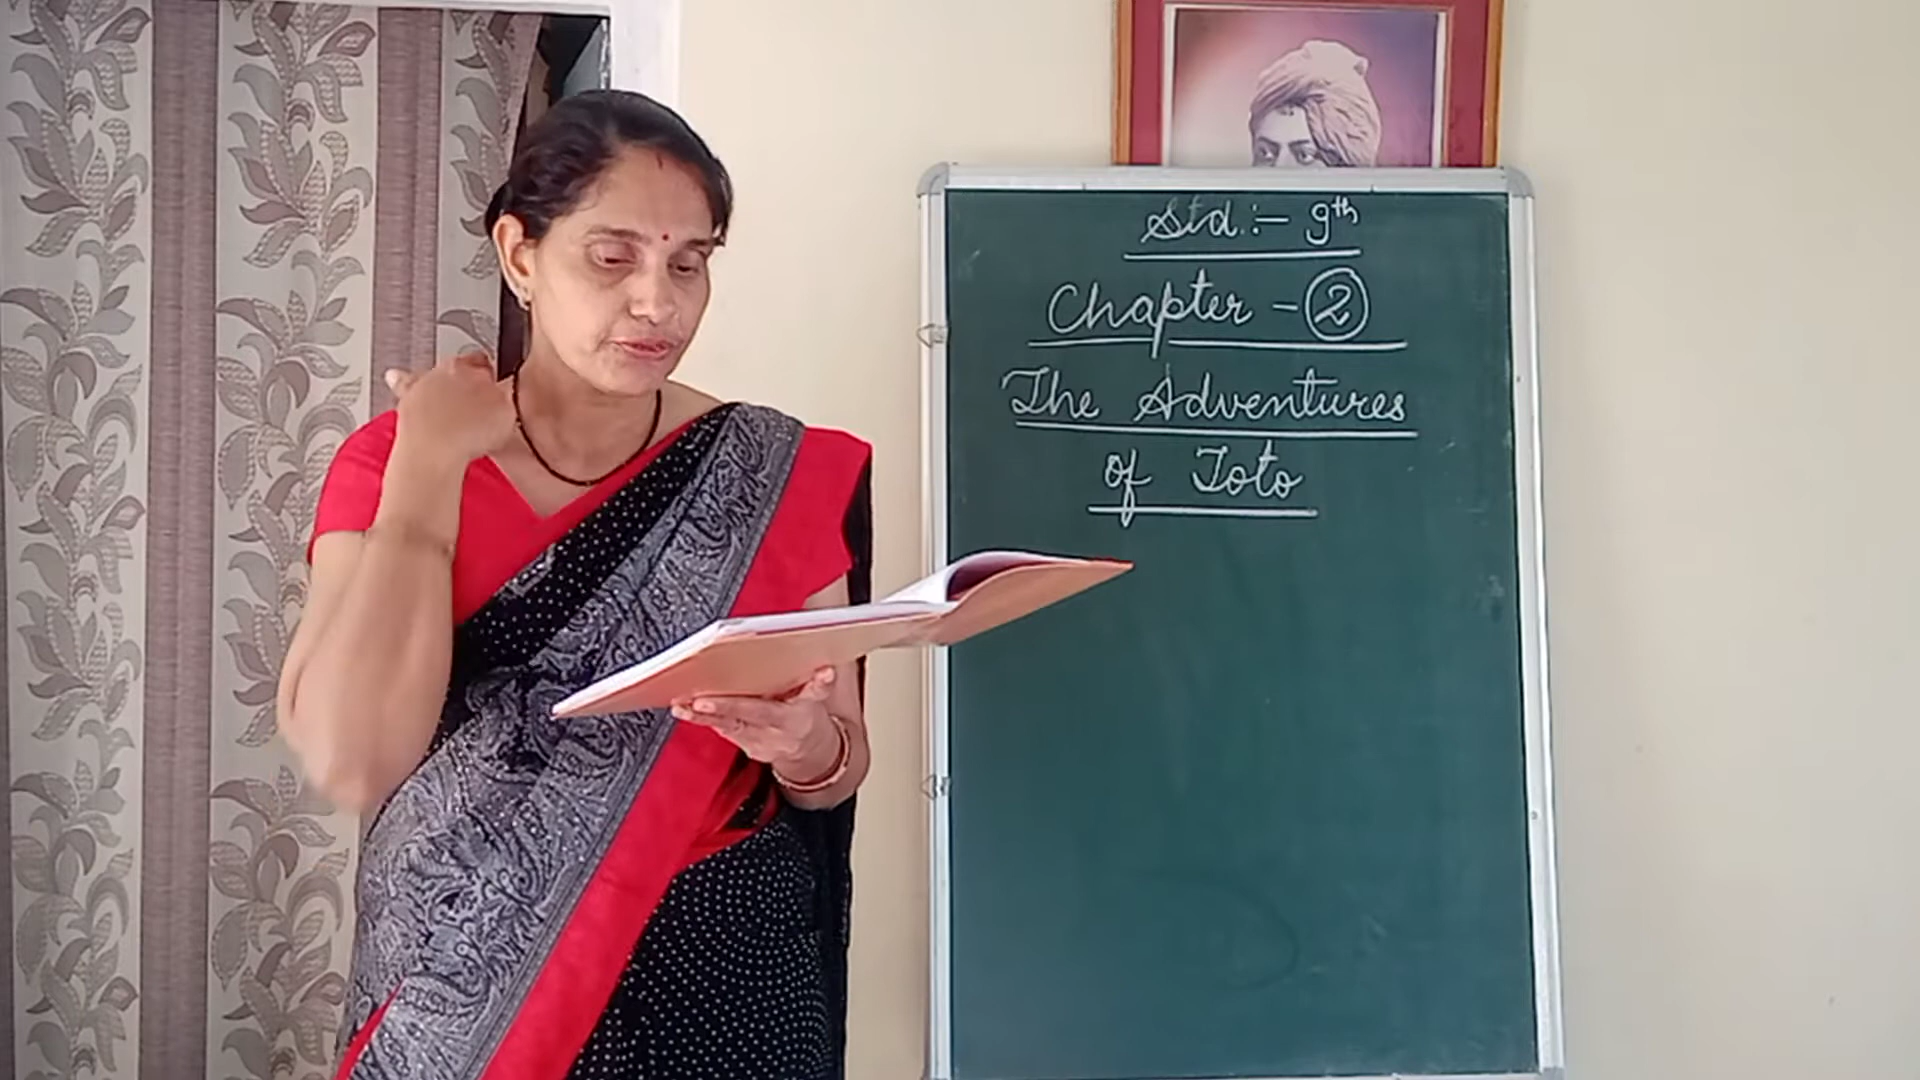 Std :- 9th
Chapter - 2
The Adventures
of Toto